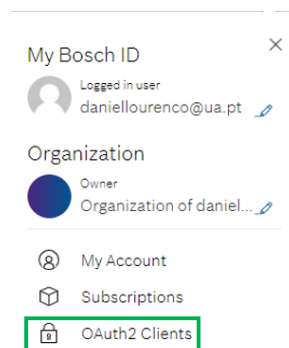 My Bosch ID
Logged in user
daniellourenco@ua.pt
Organization
Owner
Organization of daniel...
My Account
Subscriptions
OAuth2 Clients